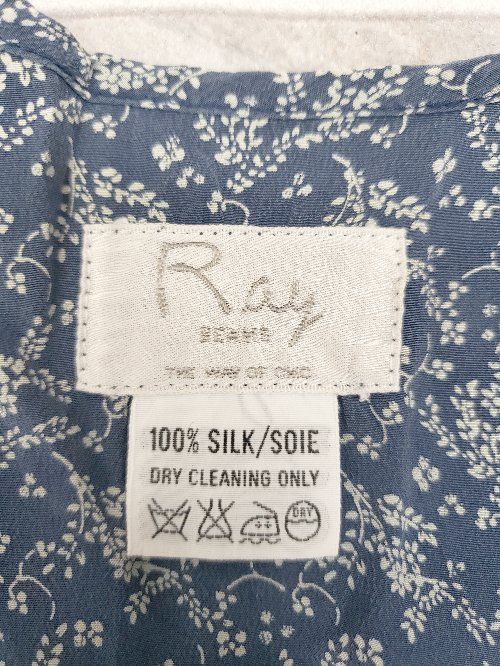 Ray
BEAMS
THE WAY OF CHIC.
100% SILK/SOIE
DRY CLEANING ONLY
DRY